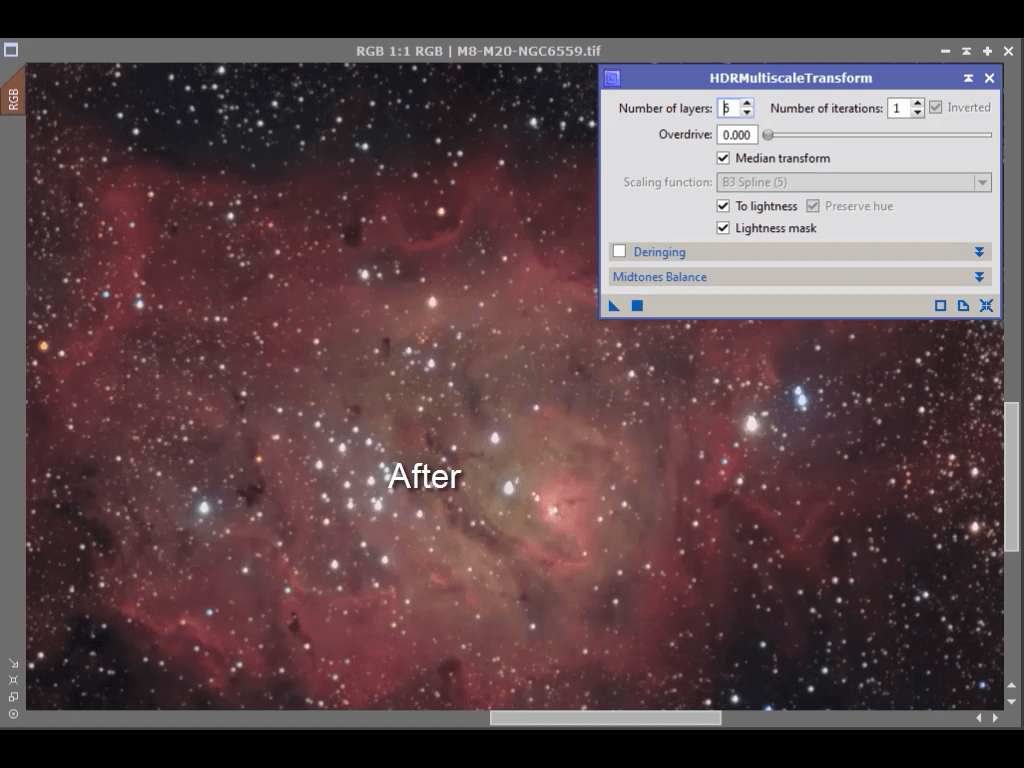 RGB 1:1 RGB | M8-M20-NGC6559.tif
RGB
HDRMultiscaleTransform
Number of layers: Number of iterations: 1 Inverted
Overdrive: 0.000
Median transform
Scaling function: B3 Spline (5)
To lightness Preserve hue
Lightness mask
Deringing
Midtones Balance
After